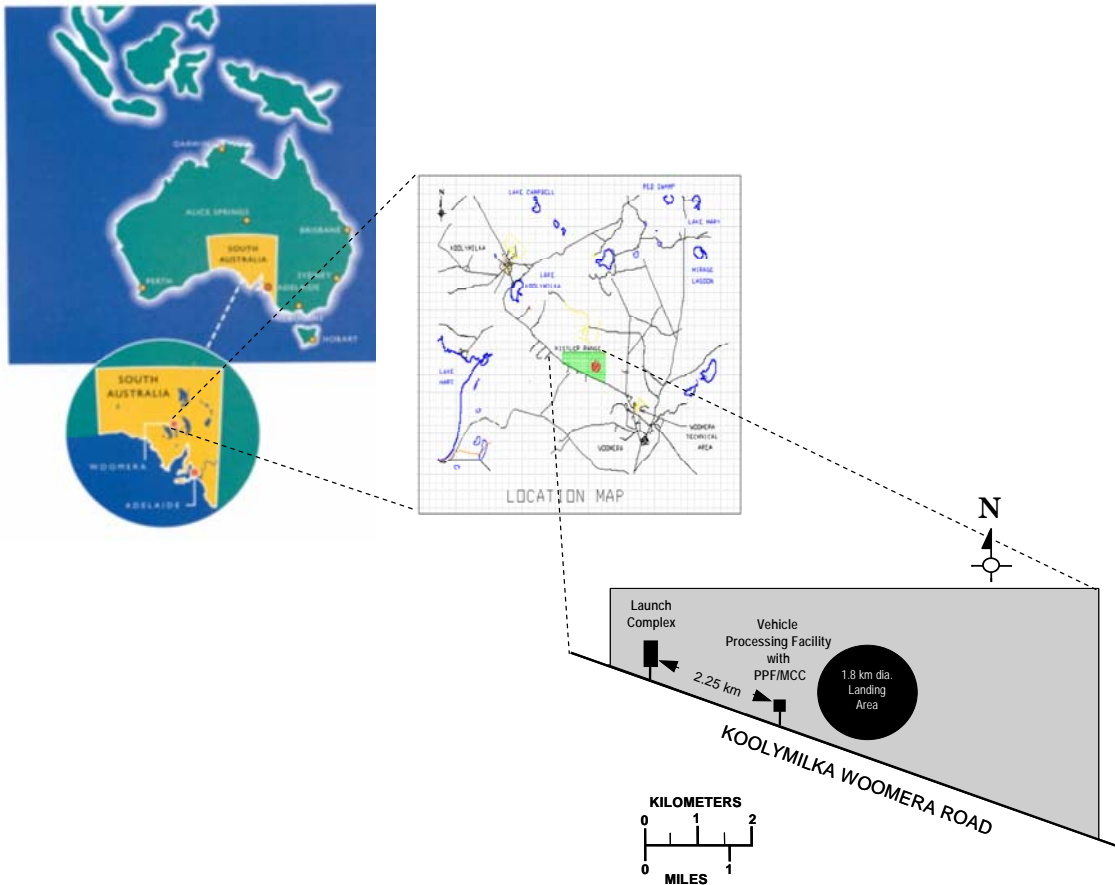 DARWIN
ALICE SPRINGS
BRISBANE
SOUTH
AUSTRALIA
PERTH
SYDNEY
ADELAIDE
HOBART
SOUTH
AUSTRALIA
WOOMERA
ADELAIDE
N
LAKE CAMPBELL
RED SWAMP
LAKE MARY
KOOLYMILKA
LAKE
KOOLYMILKA
MIRAGE
LAGOON
KISTLER RANGE
LAKE
HART
WOOMERA
WOOMERA
TECHNICAL
AREA
LOCATION MAP
N
Launch
Complex
Vehicle
Processing Facility
with
PPF/MCC
2.25 km
1.8 km dia.
Landing
Area
KOOLYMILKA WOOMERA ROAD
KILOMETERS
0 1 2
0 1
MILES